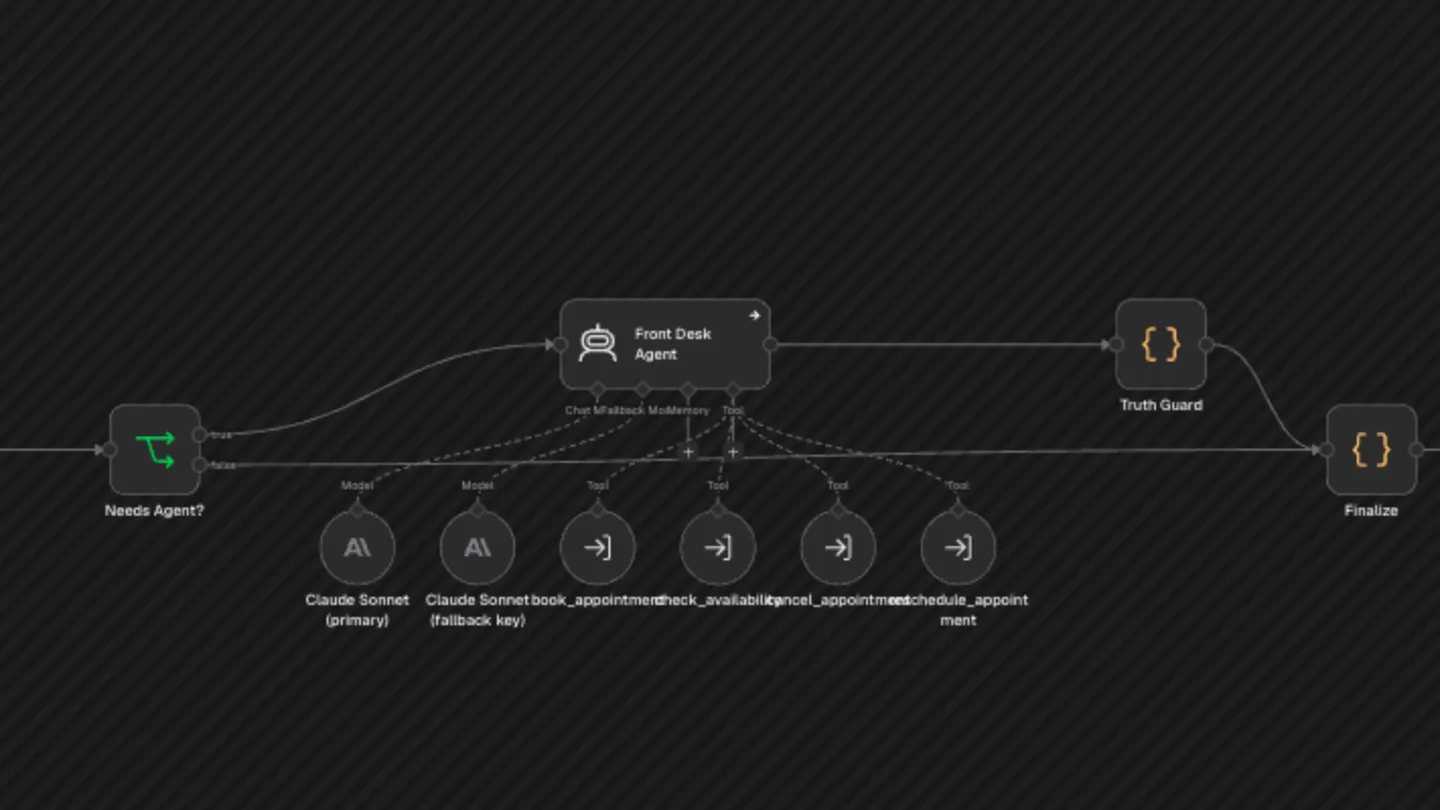 Front Desk
Agent
Truth Guard
Chat M
Fallback Mod
Memory
Tool
true
false
Needs Agent?
Finalize
Model
Model
Tool
Tool
Tool
Tool
Claude Sonnet
(primary)
Claude Sonnet
(fallback key)
book_appointment
check_availability
cancel_appointment
reschedule_appoint
ment